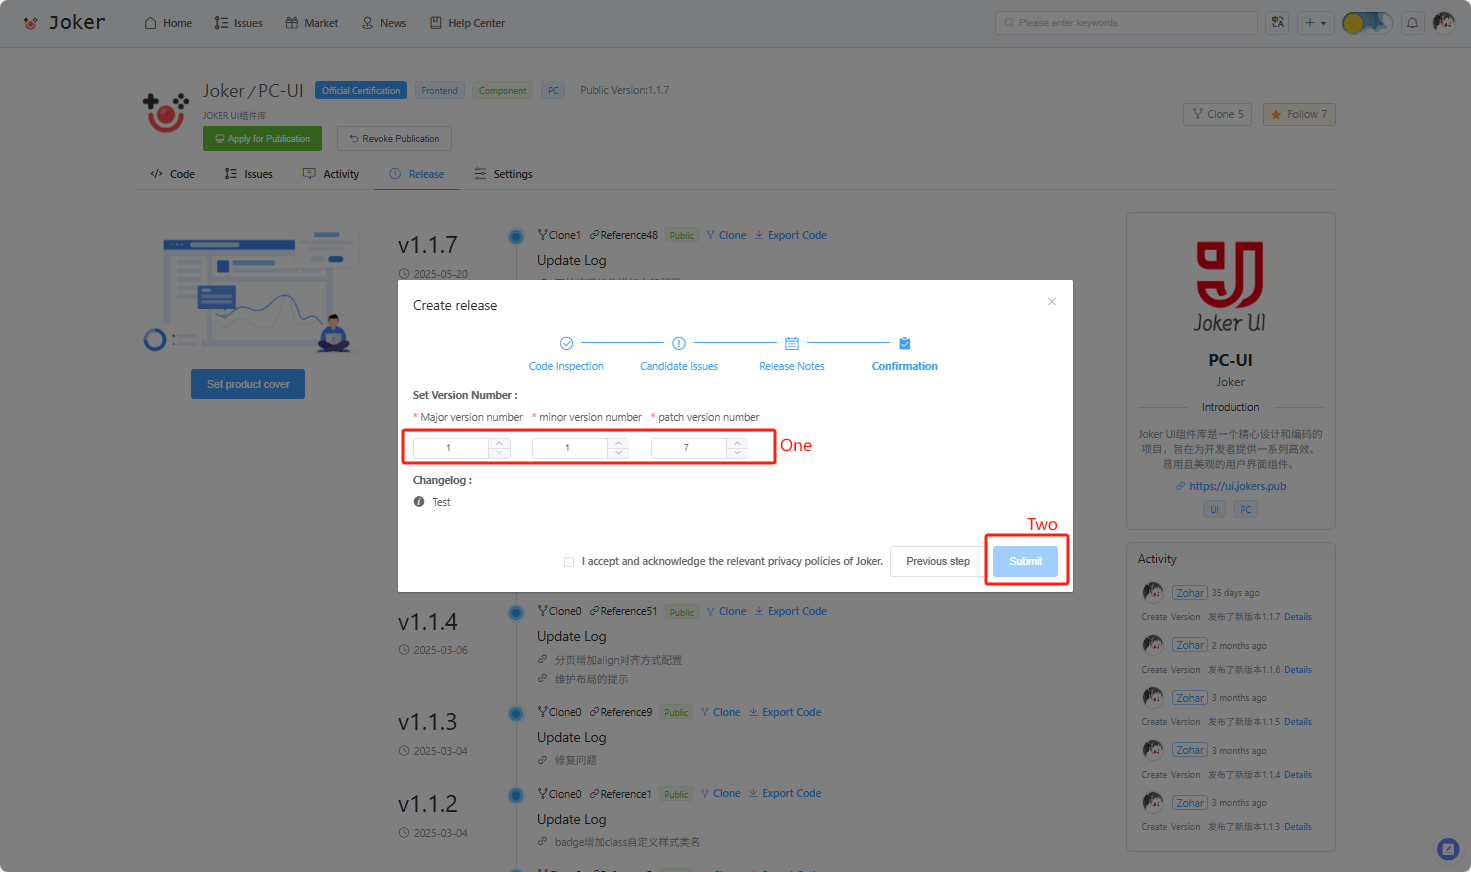 Joker Home Issues Market News Help Center Please enter keywords
Joker / PC-UI Official Certification Frontend Component PC Public Version:1.1.7
JOKER UI组件库
Clone 5 Follow 7
Apply for Publication Revoke Publication
Code Issues Activity Release Settings
v1.1.7 Clone1 Reference48 Public Clone Export Code
Update Log
2025-05-20
Set product cover
Create release
Code Inspection Candidate Issues Release Notes Confirmation
Set Version Number :
* Major version number * minor version number * patch version number
1 1 7 One
Changelog :
Test
Two
I accept and acknowledge the relevant privacy policies of Joker. Previous step Submit
v1.1.4 Clone0 Reference51 Public Clone Export Code
Update Log
2025-03-06
分页增加align对齐方式配置
维护布局的提示
v1.1.3 Clone0 Reference9 Public Clone Export Code
Update Log
2025-03-04
修复问题
v1.1.2 Clone0 Reference1 Public Clone Export Code
Update Log
2025-03-04
badge增加class自定义样式类名
Joker UI
PC-UI
Joker
Introduction
Joker UI组件库是一个精心设计和编码的
项目，旨在为开发者提供一系列高效、
易用且美观的用户界面组件。
https://ui.jokers.pub
UI PC
Activity
Zohar 35 days ago
Create Version 发布了新版本1.1.7 Details
Zohar 2 months ago
Create Version 发布了新版本1.1.6 Details
Zohar 3 months ago
Create Version 发布了新版本1.1.5 Details
Zohar 3 months ago
Create Version 发布了新版本1.1.4 Details
Zohar 3 months ago
Create Version 发布了新版本1.1.3 Details